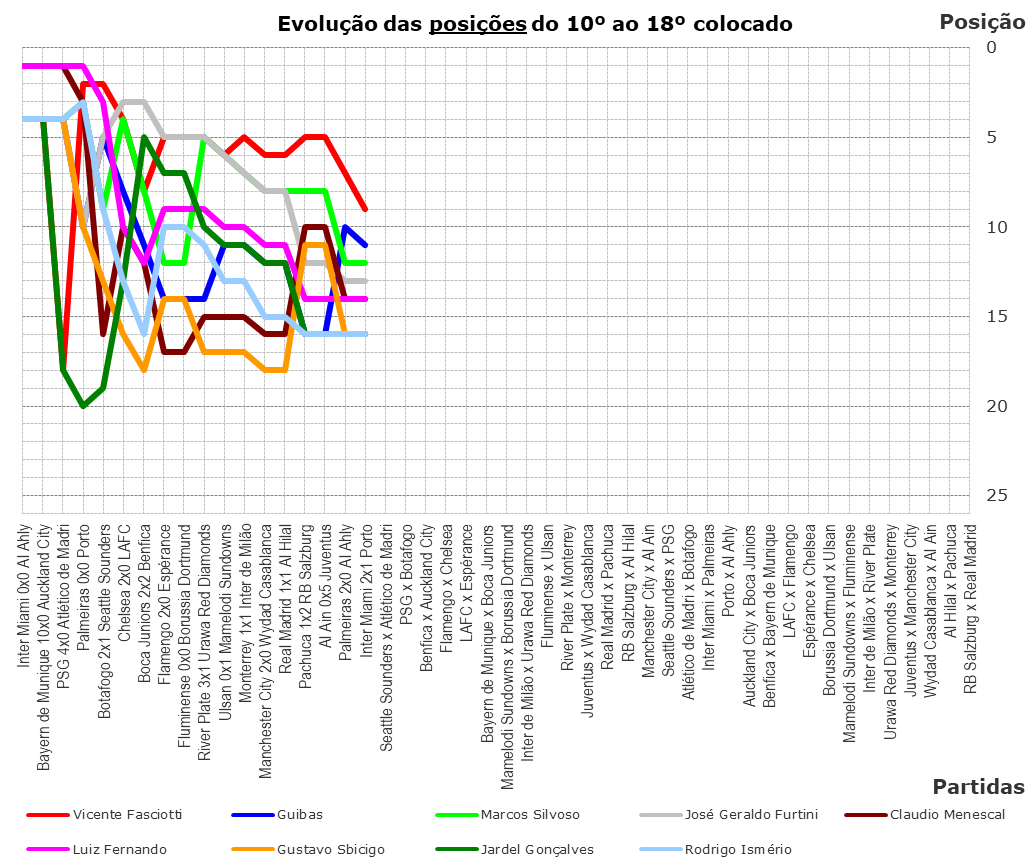 Evolução das posições do 10º ao 18º colocado
Posição
0
5
10
15
20
25
Inter Miami 0x0 Al Ahly
Bayern de Munique 10x0 Auckland City
PSG 4x0 Atlético de Madri
Palmeiras 0x0 Porto
Botafogo 2x1 Seattle Sounders
Chelsea 2x0 LAFC
Boca Juniors 2x2 Benfica
Flamengo 2x0 Espérance
Fluminense 0x0 Borussia Dortmund
River Plate 3x1 Urawa Red Diamonds
Ulsan 0x1 Mamelodi Sundowns
Monterrey 1x1 Inter de Milão
Manchester City 2x0 Wydad Casablanca
Real Madrid 1x1 Al Hilal
Pachuca 1x2 RB Salzburg
Al Ain 0x5 Juventus
Palmeiras 2x0 Al Ahly
Inter Miami 2x1 Porto
Seattle Sounders x Atlético de Madri
PSG x Botafogo
Benfica x Auckland City
Flamengo x Chelsea
LAFC x Espérance
Bayern de Munique x Boca Juniors
Mamelodi Sundowns x Borussia Dortmund
Inter de Milão x Urawa Red Diamonds
Fluminense x Ulsan
River Plate x Monterrey
Juventus x Wydad Casablanca
Real Madrid x Pachuca
RB Salzburg x Al Hilal
Manchester City x Al Ain
Seattle Sounders x PSG
Atlético de Madri x Botafogo
Inter Miami x Palmeiras
Porto x Al Ahly
Auckland City x Boca Juniors
Benfica x Bayern de Munique
LAFC x Flamengo
Espérance x Chelsea
Borussia Dortmund x Ulsan
Mamelodi Sundowns x Fluminense
Inter de Milão x River Plate
Urawa Red Diamonds x Monterrey
Juventus x Manchester City
Wydad Casablanca x Al Ain
Al Hilal x Pachuca
RB Salzburg x Real Madrid
Partidas
Vicente Fasciotti
Guibas
Marcos Silvoso
José Geraldo Furtini
Claudio Menescal
Luiz Fernando
Gustavo Sbicigo
Jardel Gonçalves
Rodrigo Ismério